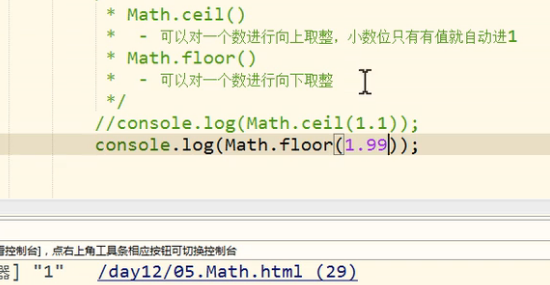 * Math.ceil()
* - 可以对一个数进行向上取整，小数位只有有值就自动进1
* Math.floor()
* - 可以对一个数进行向下取整
*/
//console.log(Math.ceil(1.1));
console.log(Math.floor(1.99));
控制台]，点右上角工具条相应按钮可切换控制台
器] "1" /day12/05.Math.html (29)